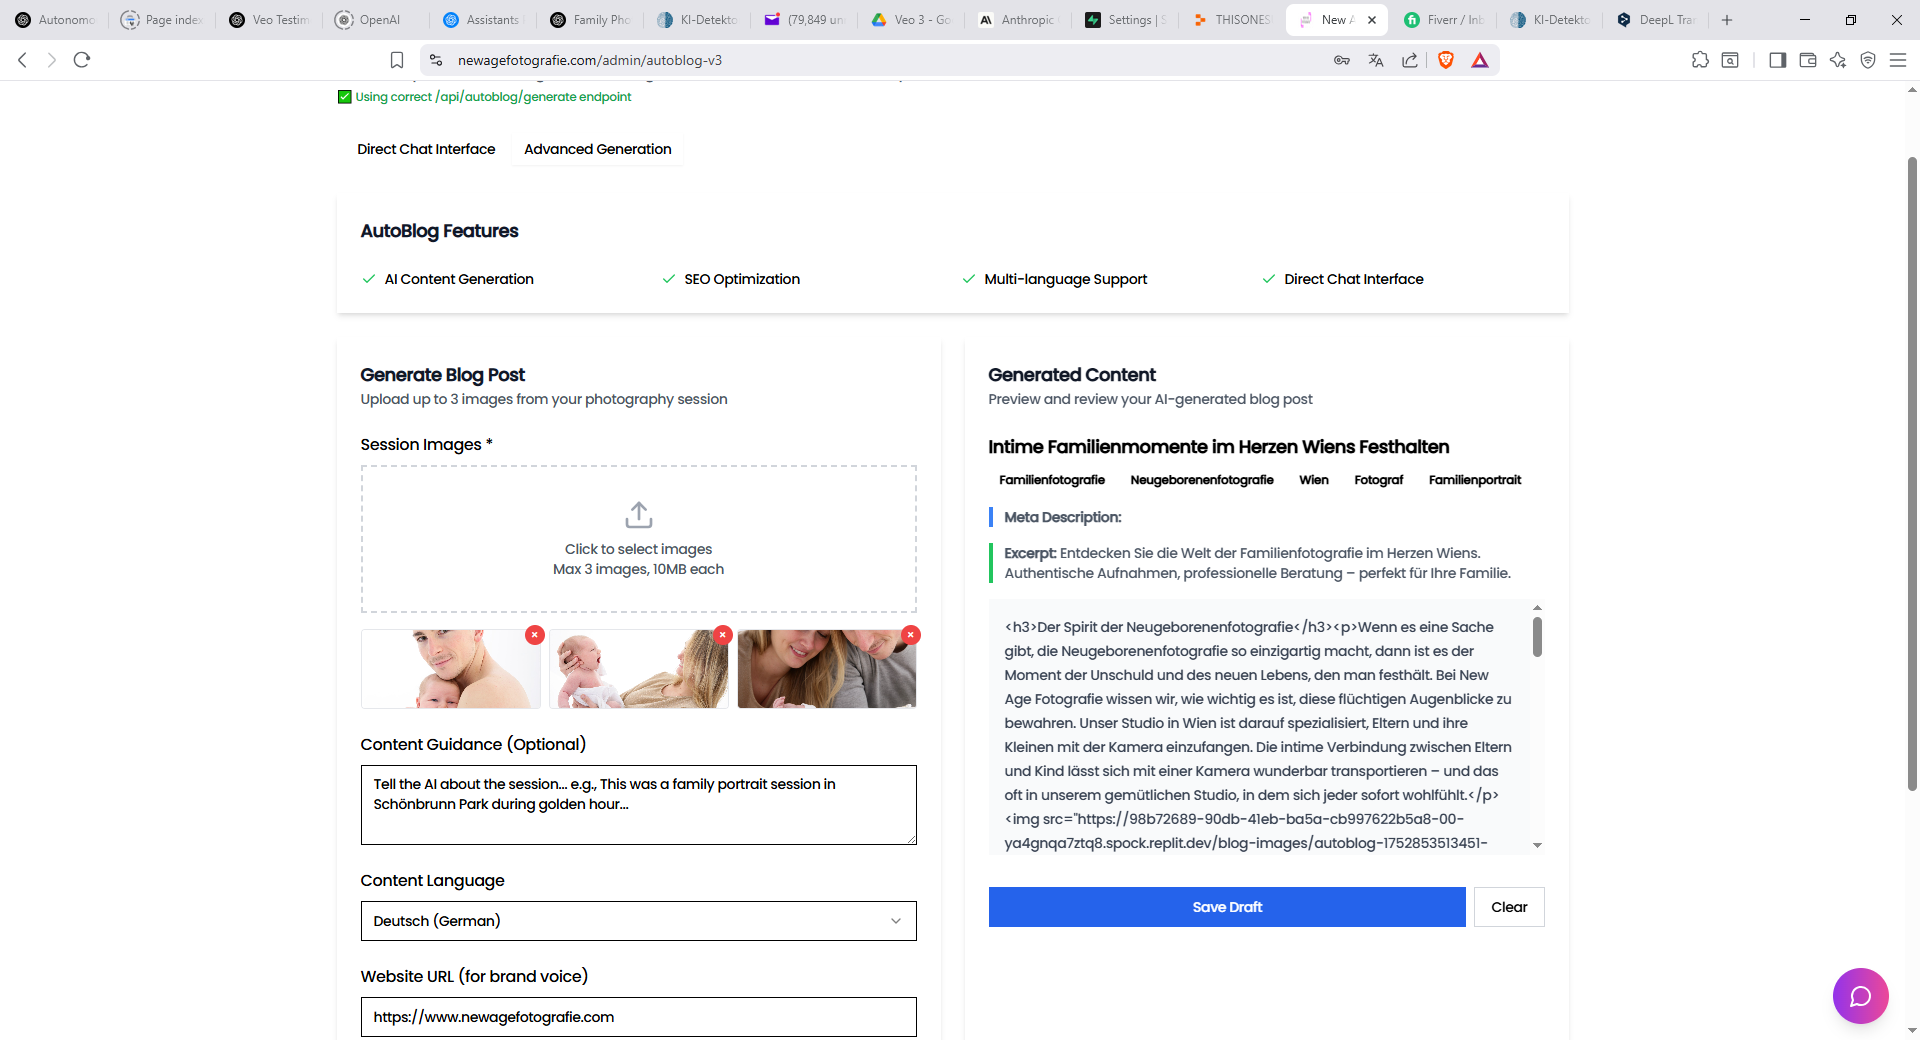 Autonomo
Page index
Veo Testim
OpenAI
Assistants
Family Pho
KI-Detekto
(79,849 un
Veo 3 - Go
Anthropic
Settings | S
THISONES
New A
Fiverr / Inb
KI-Detekto
DeepL Tra
newagefotografie.com/admin/autoblog-v3
Using correct /api/autoblog/generate endpoint
Direct Chat Interface
Advanced Generation
AutoBlog Features
AI Content Generation
SEO Optimization
Multi-language Support
Direct Chat Interface
Generate Blog Post
Upload up to 3 images from your photography session
Session Images *
Click to select images
Max 3 images, 10MB each
Content Guidance (Optional)
Tell the AI about the session... e.g., This was a family portrait session in
Schönbrunn Park during golden hour...
Content Language
Deutsch (German)
Website URL (for brand voice)
https://www.newagefotografie.com
Generated Content
Preview and review your AI-generated blog post
Intime Familienmomente im Herzen Wiens Festhalten
Familienfotografie Neugeborenenfotografie Wien Fotograf Familienportrait
Meta Description:
Excerpt: Entdecken Sie die Welt der Familienfotografie im Herzen Wiens.
Authentische Aufnahmen, professionelle Beratung – perfekt für Ihre Familie.
<h3>Der Spirit der Neugeborenenfotografie</h3><p>Wenn es eine Sache
gibt, die Neugeborenenfotografie so einzigartig macht, dann ist es der
Moment der Unschuld und des neuen Lebens, den man festhält. Bei New
Age Fotografie wissen wir, wie wichtig es ist, diese flüchtigen Augenblicke zu
bewahren. Unser Studio in Wien ist darauf spezialisiert, Eltern und ihre
Kleinen mit der Kamera einzufangen. Die intime Verbindung zwischen Eltern
und Kind lässt sich mit einer Kamera wunderbar transportieren – und das
oft in unserem gemütlichen Studio, in dem sich jeder sofort wohlfühlt.</p>
<img src="https://98b72689-90db-41eb-ba5a-cb997622b5a8-00-
ya4gnqa7ztq8.spock.replit.dev/blog-images/autoblog-1752853513451-
Save Draft
Clear